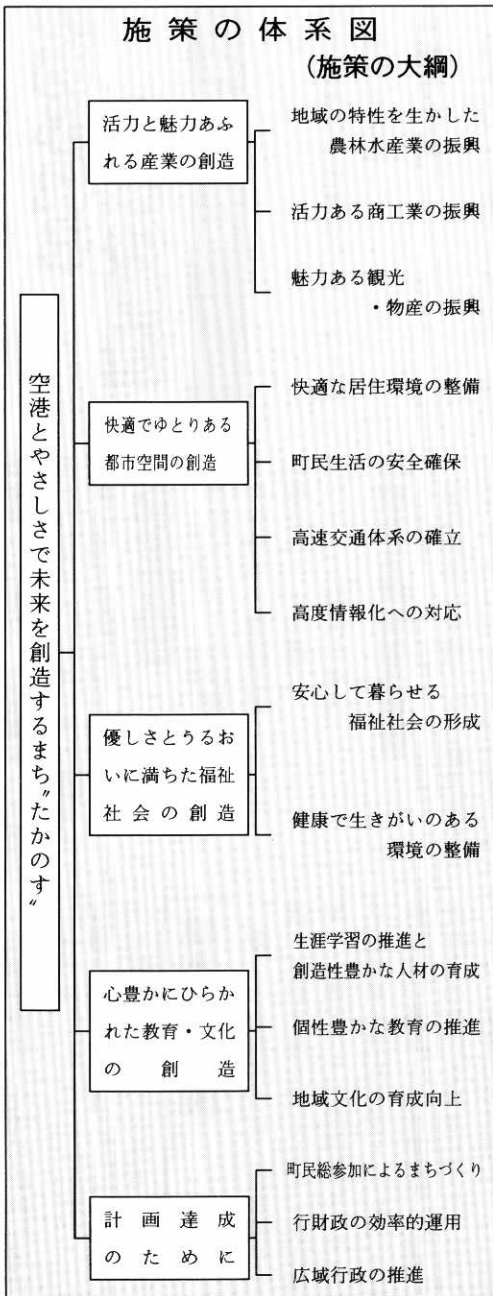 施策の体系図
(施策の大綱)
空港とやさしさで未来を創造するまち〝たかのす〟
活力と魅力あふ
れる産業の創造
地域の特性を生かした
農林水産業の振興
活力ある商工業の振興
魅力ある観光
・物産の振興
快適でゆとりある
都市空間の創造
快適な居住環境の整備
町民生活の安全確保
高速交通体系の確立
高度情報化への対応
優しさとうるお
いに満ちた福祉
社会の創造
安心して暮らせる
福祉社会の形成
健康で生きがいのある
環境の整備
心豊かにひらか
れた教育・文化
の創造
生涯学習の推進と
創造性豊かな人材の育成
個性豊かな教育の推進
地域文化の育成向上
計画達成
のために
町民総参加によるまちづくり
行財政の効率的運用
広域行政の推進